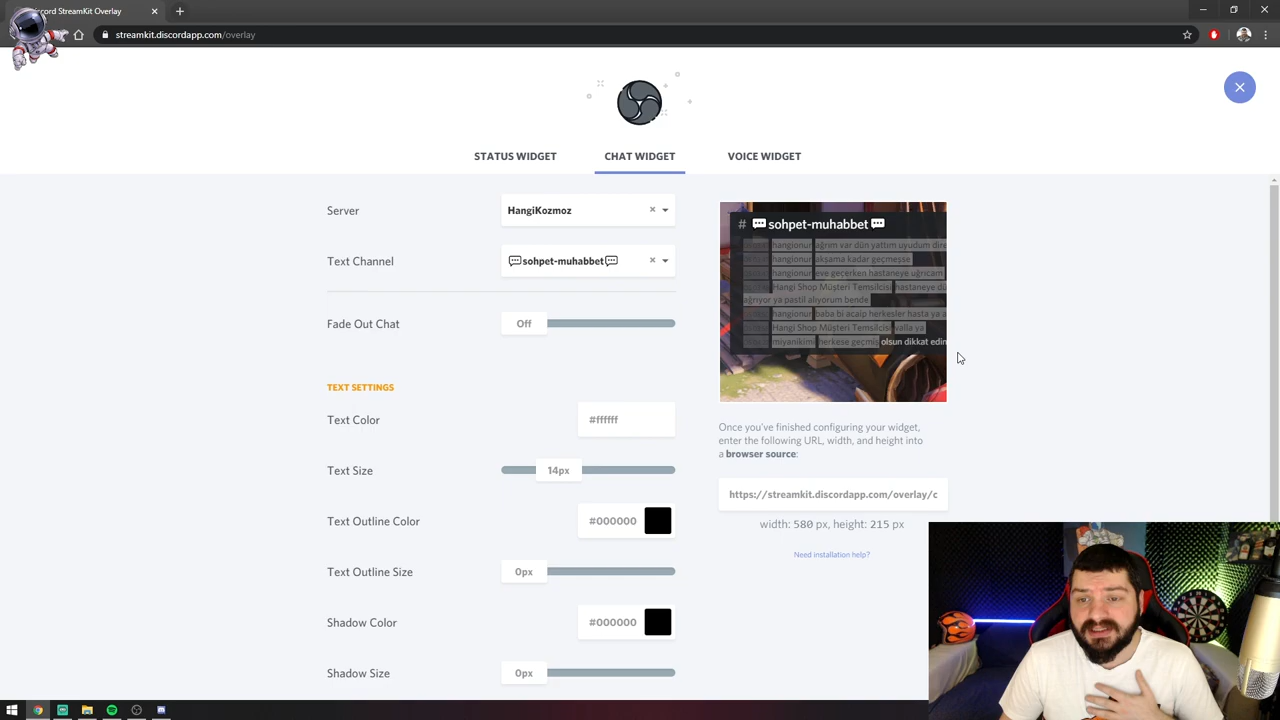 Discord Overlay
streamkit.discordapp.com/overlay
STATUS WIDGET
CHAT WIDGET
VOICE WIDGET
Server
HangiKozmoz
Text Channel
sohpet-muhabbet
Fade Out Chat
Off
TEXT SETTINGS
Text Color
#ffffff
Text Size
14px
Text Outline Color
#000000
Text Outline Size
0px
Shadow Color
#000000
Shadow Size
0px
# sohpet-muhabbet
hangionur ağrım var dün yattım uyudum dire
hangionur akşama kadar geçmeşse
hangionur eve geçerken hastaneye uğrıcam
Hangi Shop Müşteri Temsilcisi hastaneye dü
ağrıyor ya pastil alıyorum bende
hangionur baba bi acaip herkesler hasta ya a
Hangi Shop Müşteri Temsilcisi valla ya
miyanikimi herkese geçmiş olsun dikkat edin
Once you've finished configuring your widget,
enter the following URL, width, and height into
a browser source:
https://streamkit.discordapp.com/overlay/c
width: 580 px, height: 215 px
Need installation help?